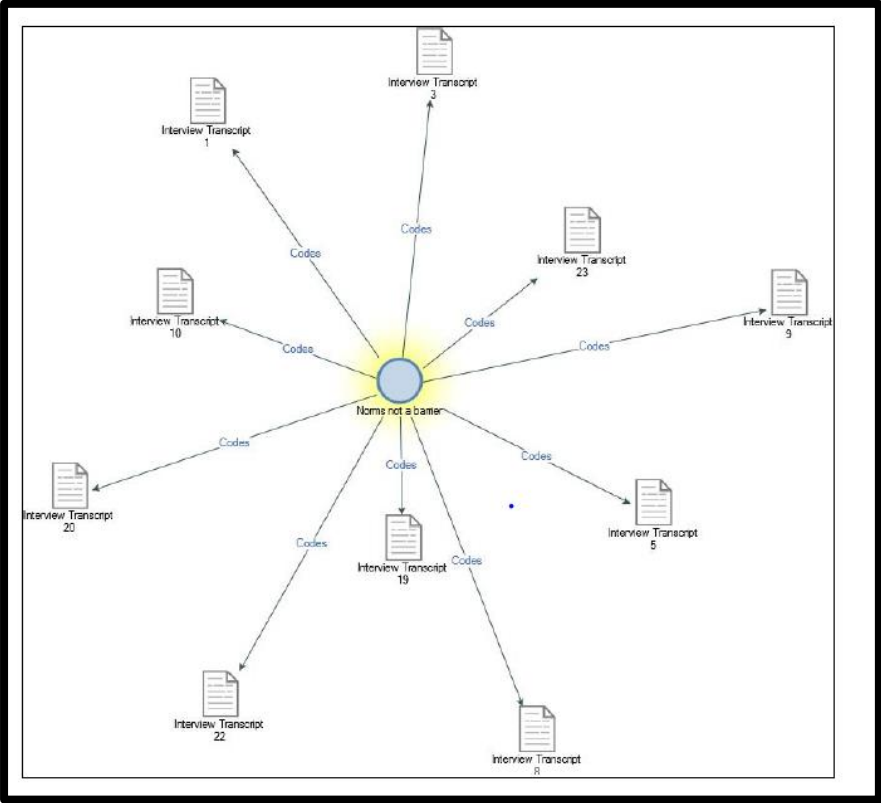 Interview Transcript
3
Interview Transcript
1
Codes
Codes
Interview Transcript
23
Interview Transcript
10
Codes
Interview Transcript
9
Codes
Codes
Norms not a barrier
Codes
Codes
Codes
Interview Transcript
20
Interview Transcript
5
Codes
Codes
Interview Transcript
19
Interview Transcript
22
Interview Transcript
8